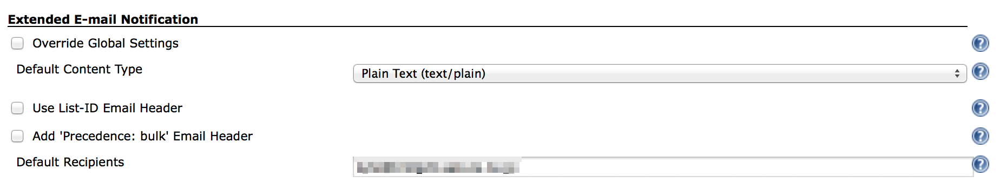 Extended E-mail Notification
Override Global Settings
Default Content Type
Plain Text (text/plain)
Use List-ID Email Header
Add 'Precedence: bulk' Email Header
Default Recipients